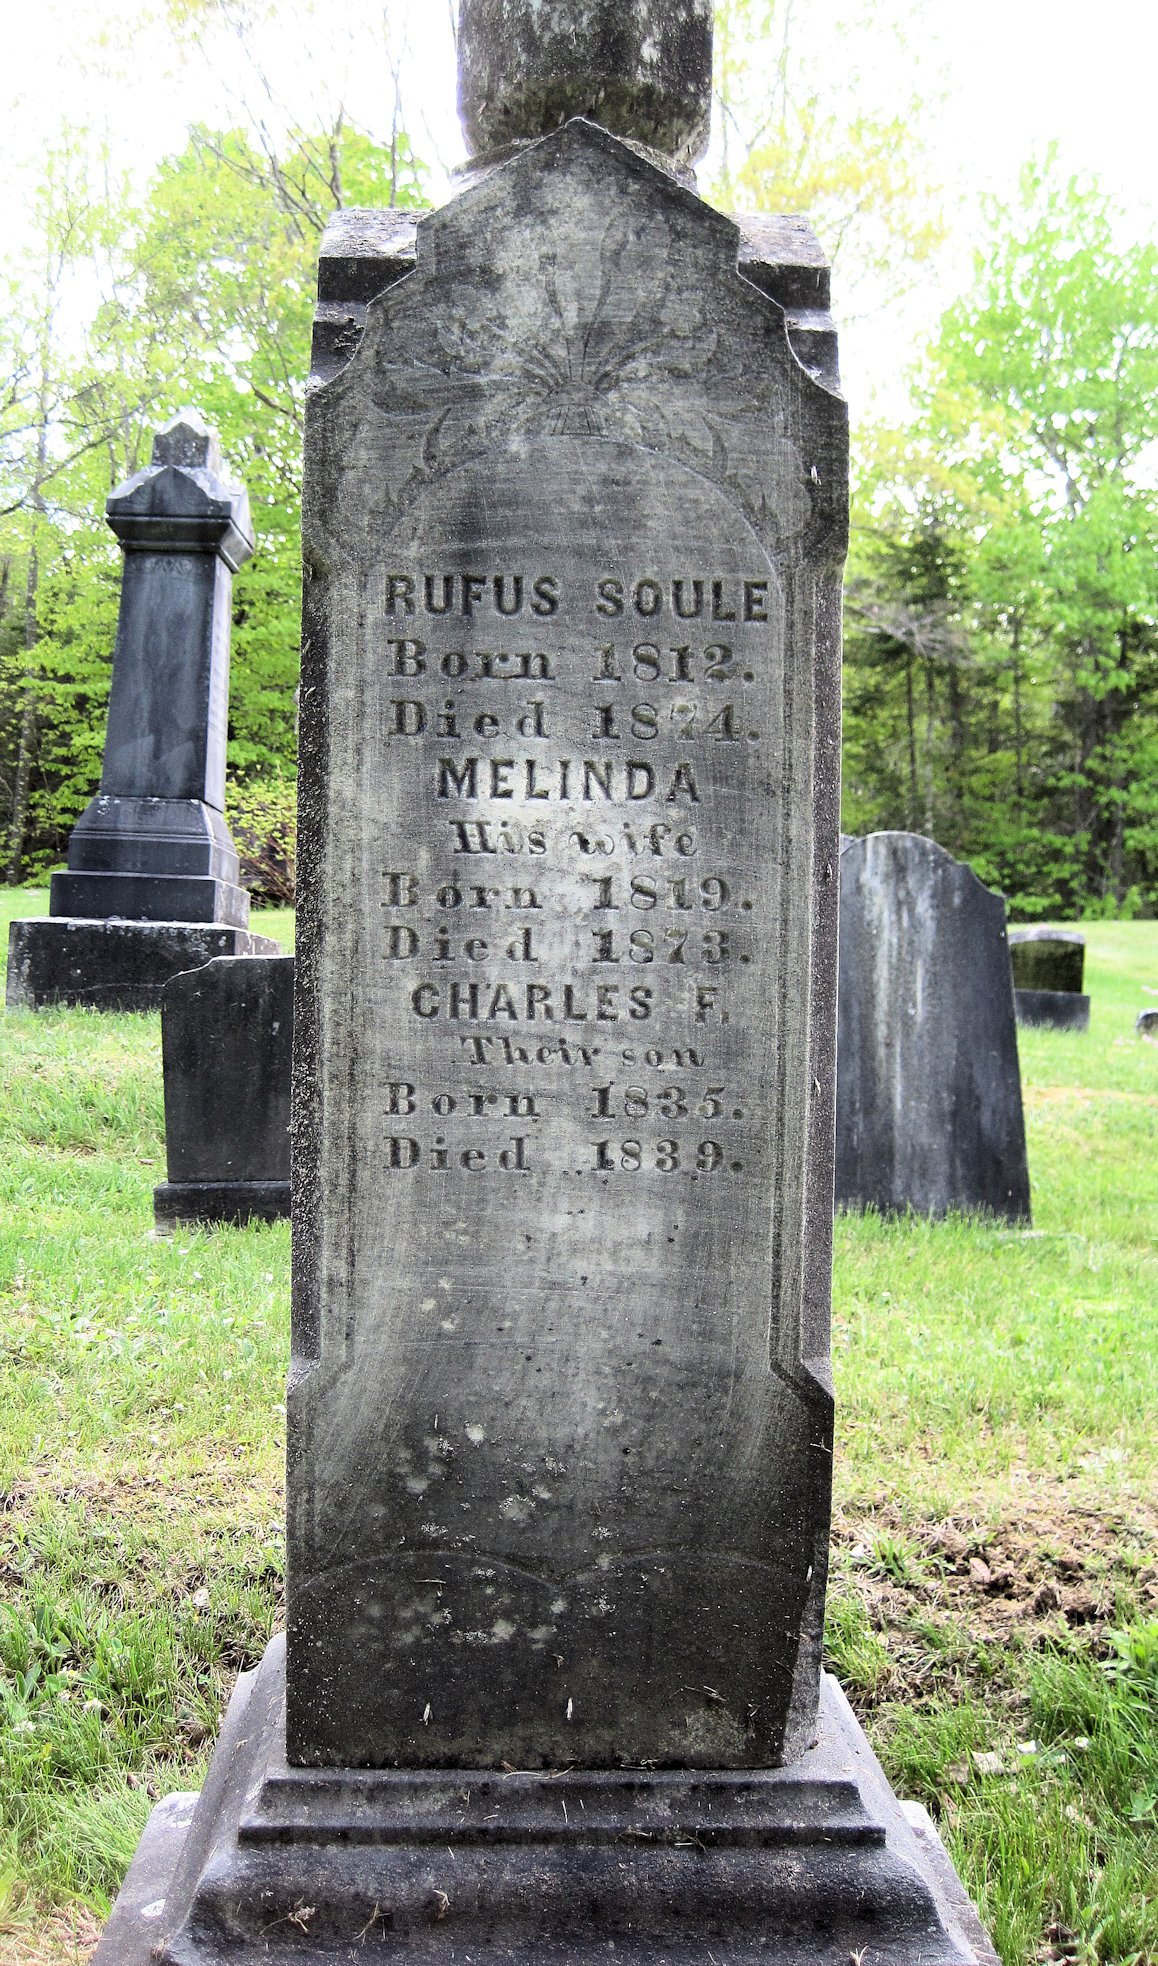 RUFUS SOULE
Born 1812.
Died 1874.
MELINDA
His wife
Born 1819.
Died 1873.
CHARLES F.
Their son
Born 1835.
Died 1839.